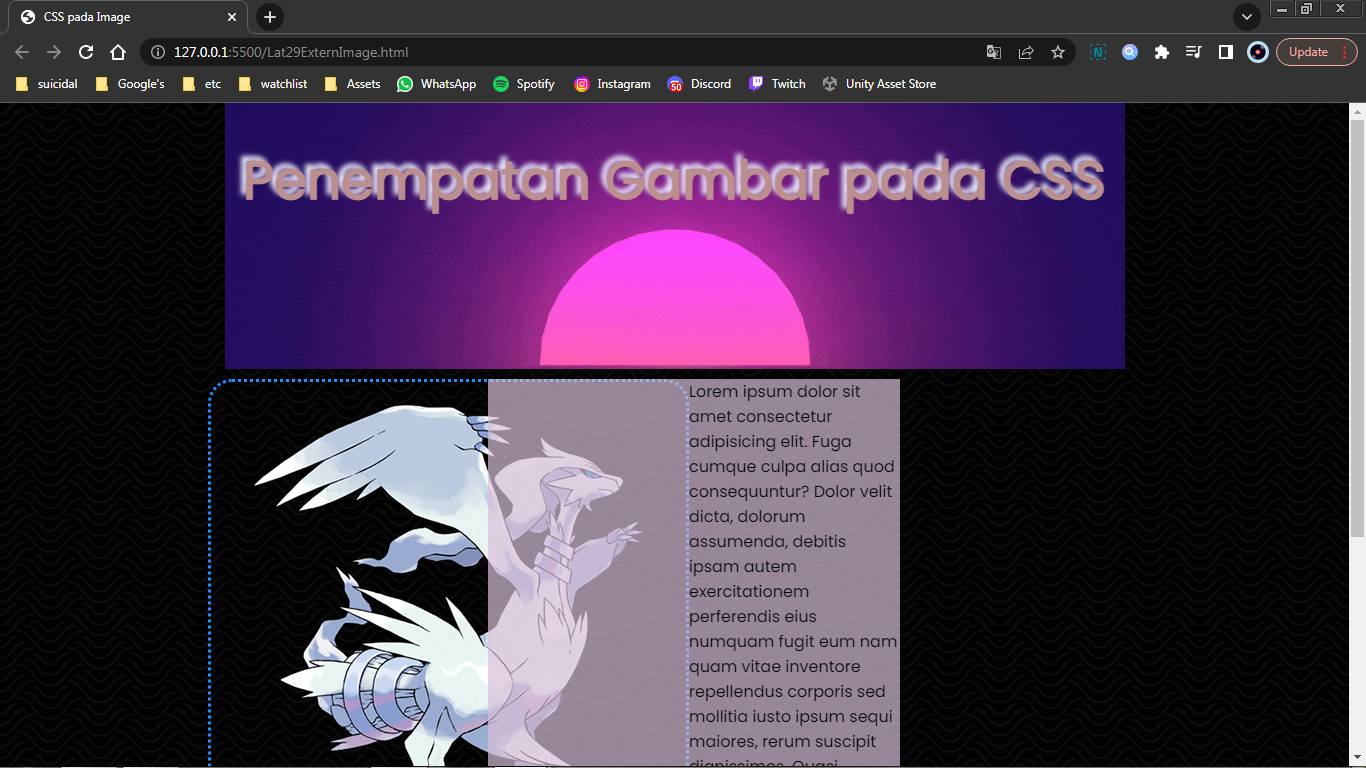 CSS pada Image
127.0.0.1:5500/Lat29ExternImage.html
Update
suicidal
Google's
etc
watchlist
Assets
WhatsApp
Spotify
Instagram
50
Discord
Twitch
Unity Asset Store
Penempatan Gambar pada CSS
Lorem ipsum dolor sit
amet consectetur
adipisicing elit. Fuga
cumque culpa alias quod
consequuntur? Dolor velit
dicta, dolorum
assumenda, debitis
ipsam autem
exercitationem
perferendis eius
numquam fugit eum nam
quam vitae inventore
repellendus corporis sed
mollitia iusto ipsum sequi
maiores, rerum suscipit
dignissimos. Quasi